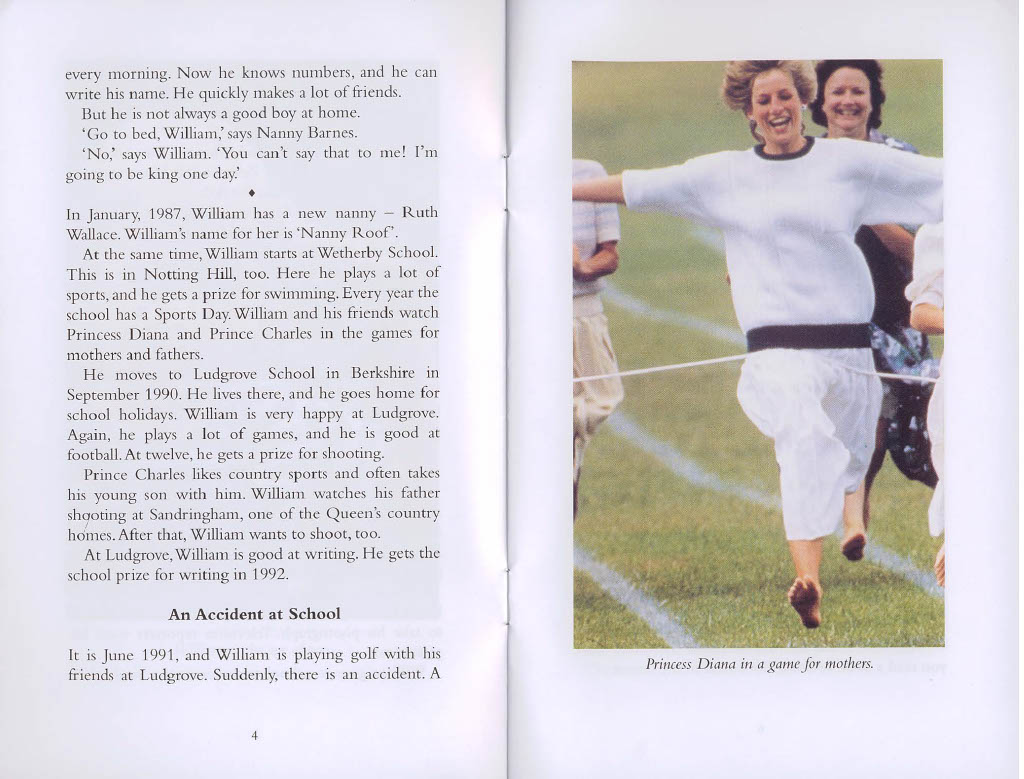 every morning. Now he knows numbers, and he can
write his name. He quickly makes a lot of friends.
But he is not always a good boy at home.
‘Go to bed, William,’ says Nanny Barnes.
‘No,’ says William. ‘You can't say that to me! I'm
going to be king one day.’
♦
In January, 1987, William has a new nanny – Ruth
Wallace. William's name for her is ‘Nanny Roof’.
At the same time, William starts at Wetherby School.
This is in Notting Hill, too. Here he plays a lot of
sports, and he gets a prize for swimming. Every year the
school has a Sports Day. William and his friends watch
Princess Diana and Prince Charles in the games for
mothers and fathers.
He moves to Ludgrove School in Berkshire in
September 1990. He lives there, and he goes home for
school holidays. William is very happy at Ludgrove.
Again, he plays a lot of games, and he is good at
football. At twelve, he gets a prize for shooting.
Prince Charles likes country sports and often takes
his young son with him. William watches his father
shooting at Sandringham, one of the Queen's country
homes. After that, William wants to shoot, too.
At Ludgrove, William is good at writing. He gets the
school prize for writing in 1992.
An Accident at School
It is June 1991, and William is playing golf with his
friends at Ludgrove. Suddenly, there is an accident. A
4
Princess Diana in a game for mothers.